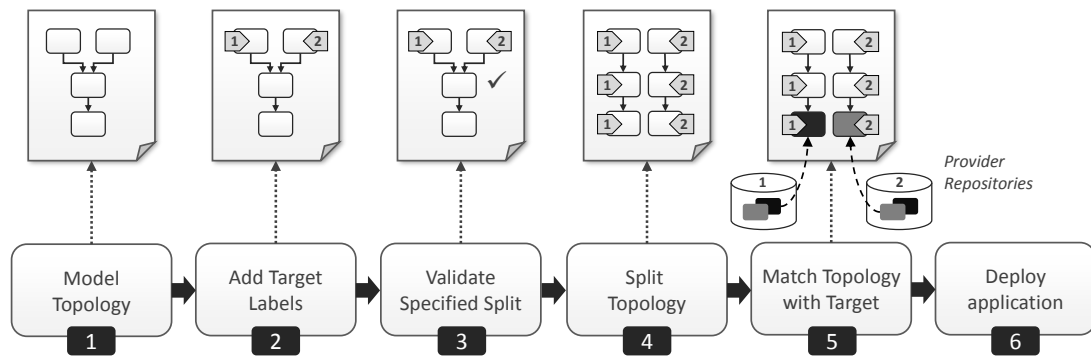 1 2
1 2
1 2
1 2
1 2
1 2
1 2
1 2
1 2
Provider
Repositories
Model
Topology
1
Add Target
Labels
2
Validate
Specified Split
3
Split
Topology
4
Match Topology
with Target
5
Deploy
application
6